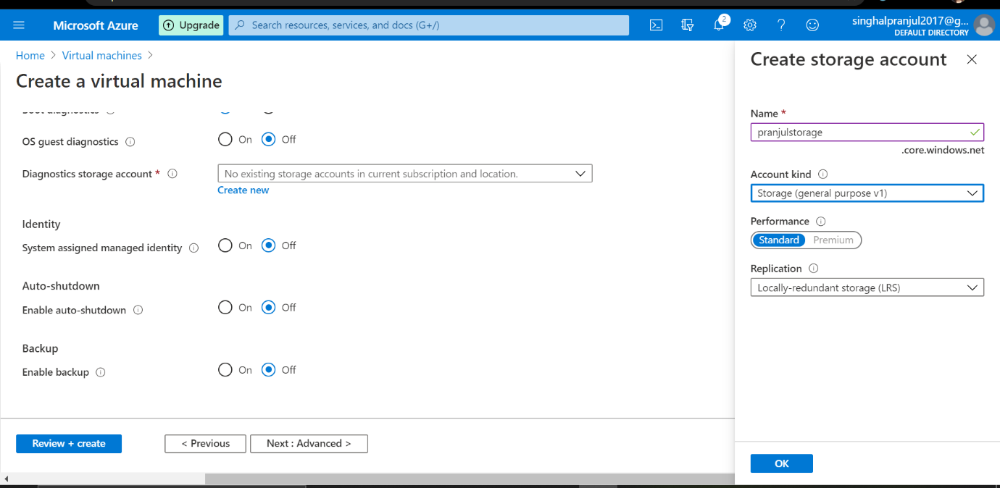 Microsoft Azure
Upgrade
Search resources, services, and docs (G+/)
2
singhalpranjul2017@g...
DEFAULT DIRECTORY
Home > Virtual machines >
Create a virtual machine
OS guest diagnostics On Off
Diagnostics storage account * No existing storage accounts in current subscription and location.
Create new
Identity
System assigned managed identity On Off
Auto-shutdown
Enable auto-shutdown On Off
Backup
Enable backup On Off
Review + create < Previous Next : Advanced >
Create storage account
Name *
pranjulstorage
.core.windows.net
Account kind
Storage (general purpose v1)
Performance
Standard Premium
Replication
Locally-redundant storage (LRS)
OK